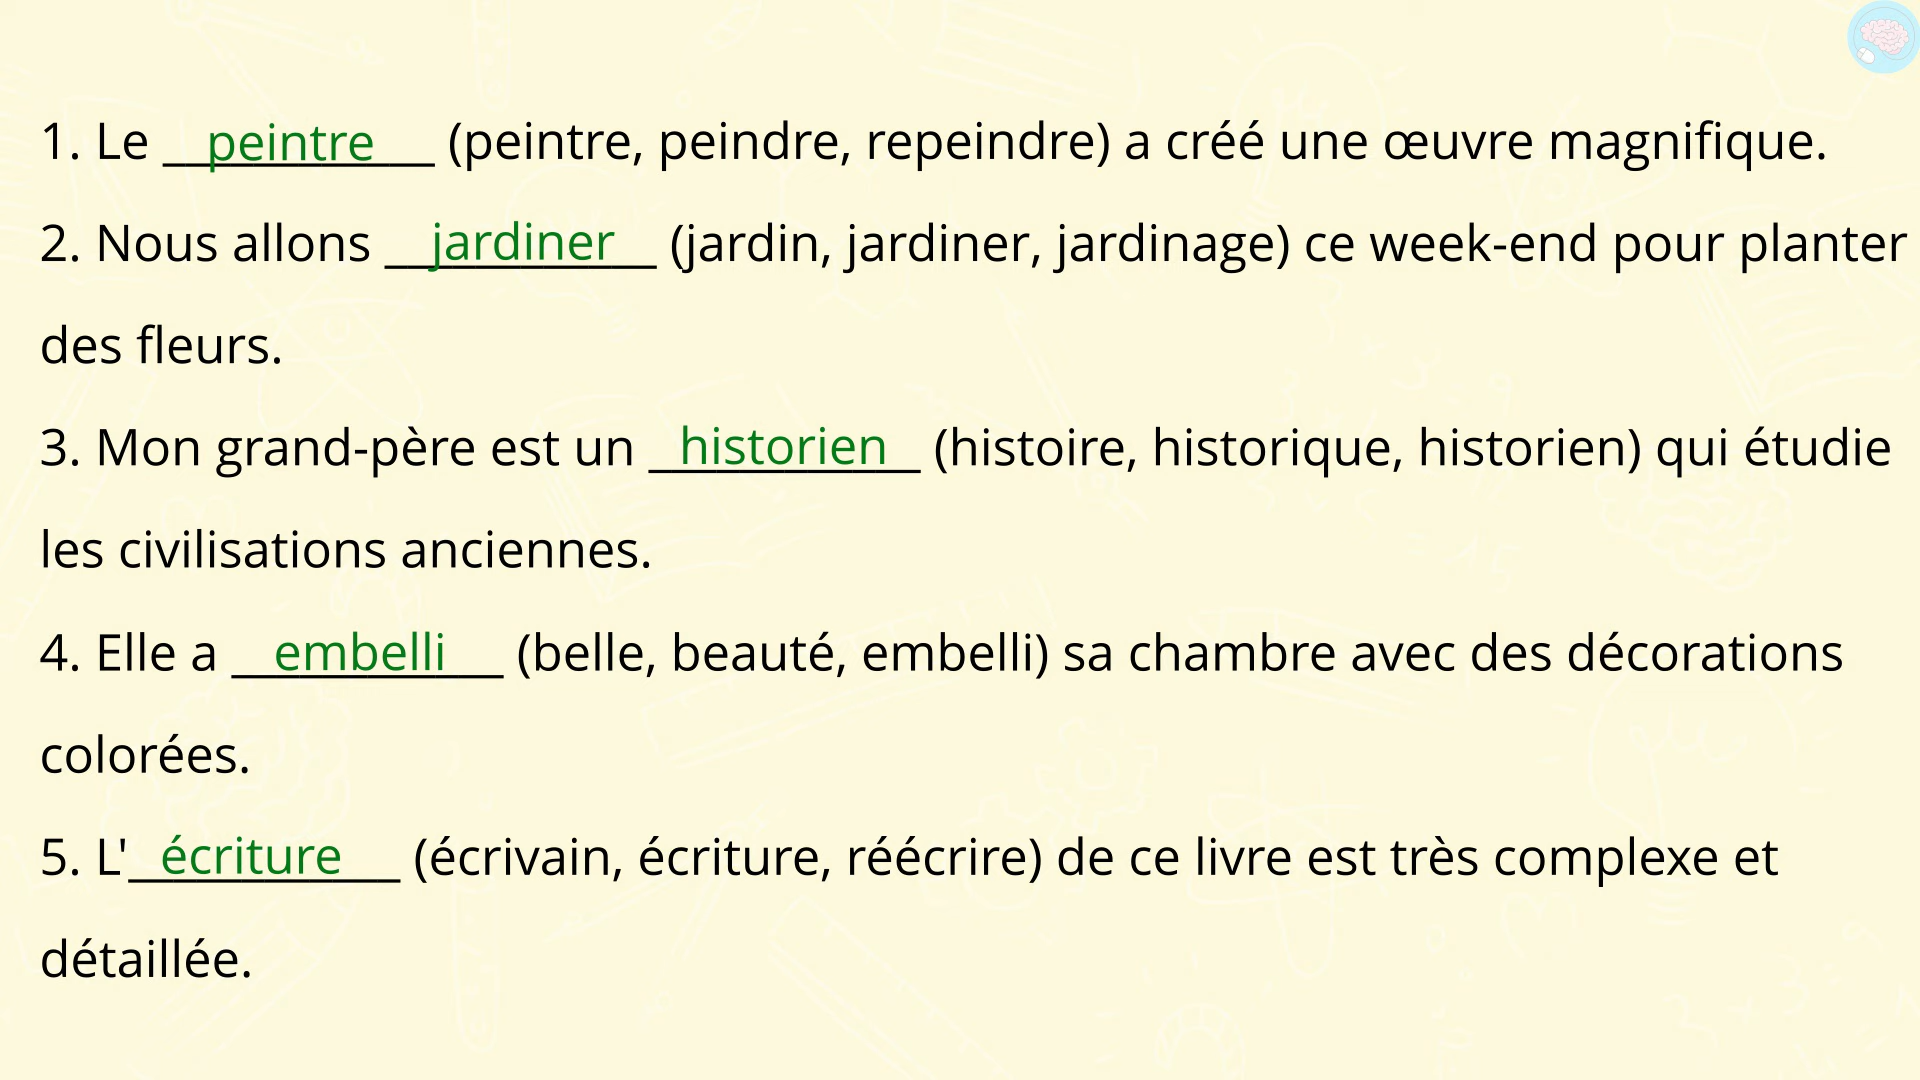 1. Le ___peintre___ (peintre, peindre, repeindre) a créé une œuvre magnifique.
2. Nous allons ___jardiner___ (jardin, jardiner, jardinage) ce week-end pour planter
des fleurs.
3. Mon grand-père est un ___historien___ (histoire, historique, historien) qui étudie
les civilisations anciennes.
4. Elle a ___embelli___ (belle, beauté, embelli) sa chambre avec des décorations
colorées.
5. L'___écriture___ (écrivain, écriture, réécrire) de ce livre est très complexe et
détaillée.